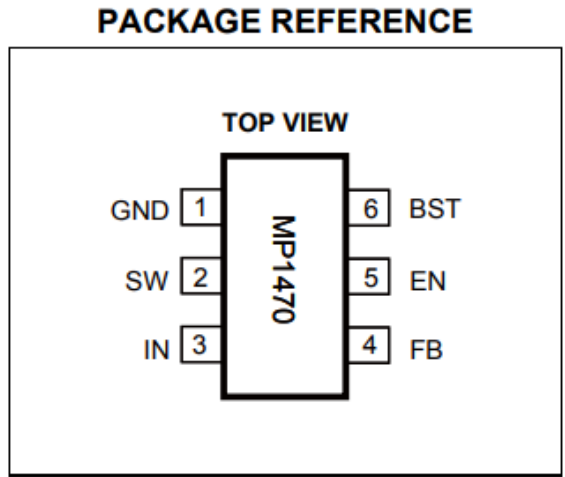 PACKAGE REFERENCE
TOP VIEW
GND 1 6 BST
SW 2 5 EN
IN 3 4 FB
MP1470